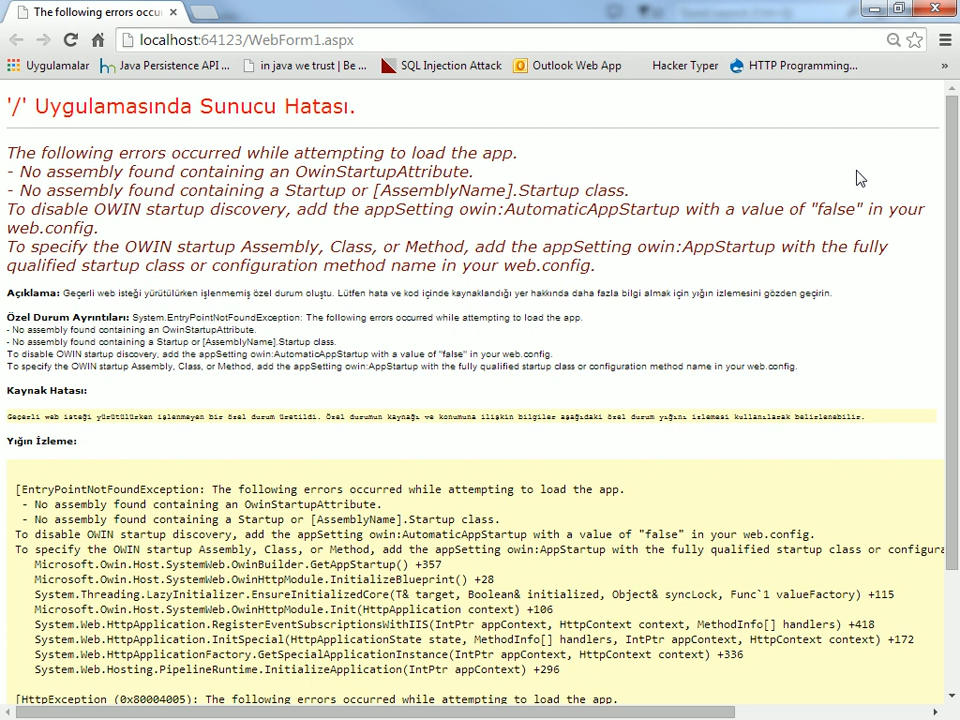 The following errors occur
localhost:64123/WebForm1.aspx
Uygulamalar
Java Persistence API ...
in java we trust | Be ...
SQL Injection Attack
Outlook Web App
Hacker Typer
HTTP Programming...
»
'/' Uygulamasında Sunucu Hatası.
The following errors occurred while attempting to load the app.
- No assembly found containing an OwinStartupAttribute.
- No assembly found containing a Startup or [AssemblyName].Startup class.
To disable OWIN startup discovery, add the appSetting owin:AutomaticAppStartup with a value of "false" in your
web.config.
To specify the OWIN startup Assembly, Class, or Method, add the appSetting owin:AppStartup with the fully
qualified startup class or configuration method name in your web.config.
Açıklama: Geçerli web isteği yürütülürken işlenmemiş özel durum oluştu. Lütfen hata ve kod içinde kaynaklandığı yer hakkında daha fazla bilgi almak için yığın izlemesini gözden geçirin.
Özel Durum Ayrıntıları: System.EntryPointNotFoundException: The following errors occurred while attempting to load the app.
- No assembly found containing an OwinStartupAttribute.
- No assembly found containing a Startup or [AssemblyName].Startup class.
To disable OWIN startup discovery, add the appSetting owin:AutomaticAppStartup with a value of "false" in your web.config.
To specify the OWIN startup Assembly, Class, or Method, add the appSetting owin:AppStartup with the fully qualified startup class or configuration method name in your web.config.
Kaynak Hatası:
Geçerli web isteği yürütülürken işlenmeyen bir özel durum üretildi. Özel durumun kaynağı ve konumuna ilişkin bilgiler aşağıdaki özel durum yığını izlemesi kullanılarak belirlenebilir.
Yığın İzleme:
[EntryPointNotFoundException: The following errors occurred while attempting to load the app.
- No assembly found containing an OwinStartupAttribute.
- No assembly found containing a Startup or [AssemblyName].Startup class.
To disable OWIN startup discovery, add the appSetting owin:AutomaticAppStartup with a value of "false" in your web.config.
To specify the OWIN startup Assembly, Class, or Method, add the appSetting owin:AppStartup with the fully qualified startup class or configura
Microsoft.Owin.Host.SystemWeb.OwinBuilder.GetAppStartup() +357
Microsoft.Owin.Host.SystemWeb.OwinHttpModule.InitializeBlueprint() +28
System.Threading.LazyInitializer.EnsureInitializedCore(T& target, Boolean& initialized, Object& syncLock, Func`1 valueFactory) +115
Microsoft.Owin.Host.SystemWeb.OwinHttpModule.Init(HttpApplication context) +106
System.Web.HttpApplication.RegisterEventSubscriptionsWithIIS(IntPtr appContext, HttpContext context, MethodInfo[] handlers) +418
System.Web.HttpApplication.InitSpecial(HttpApplicationState state, MethodInfo[] handlers, IntPtr appContext, HttpContext context) +172
System.Web.HttpApplicationFactory.GetSpecialApplicationInstance(IntPtr appContext, HttpContext context) +336
System.Web.Hosting.PipelineRuntime.InitializeApplication(IntPtr appContext) +296
[HttpException (0x80004005): The following errors occurred while attempting to load the app.